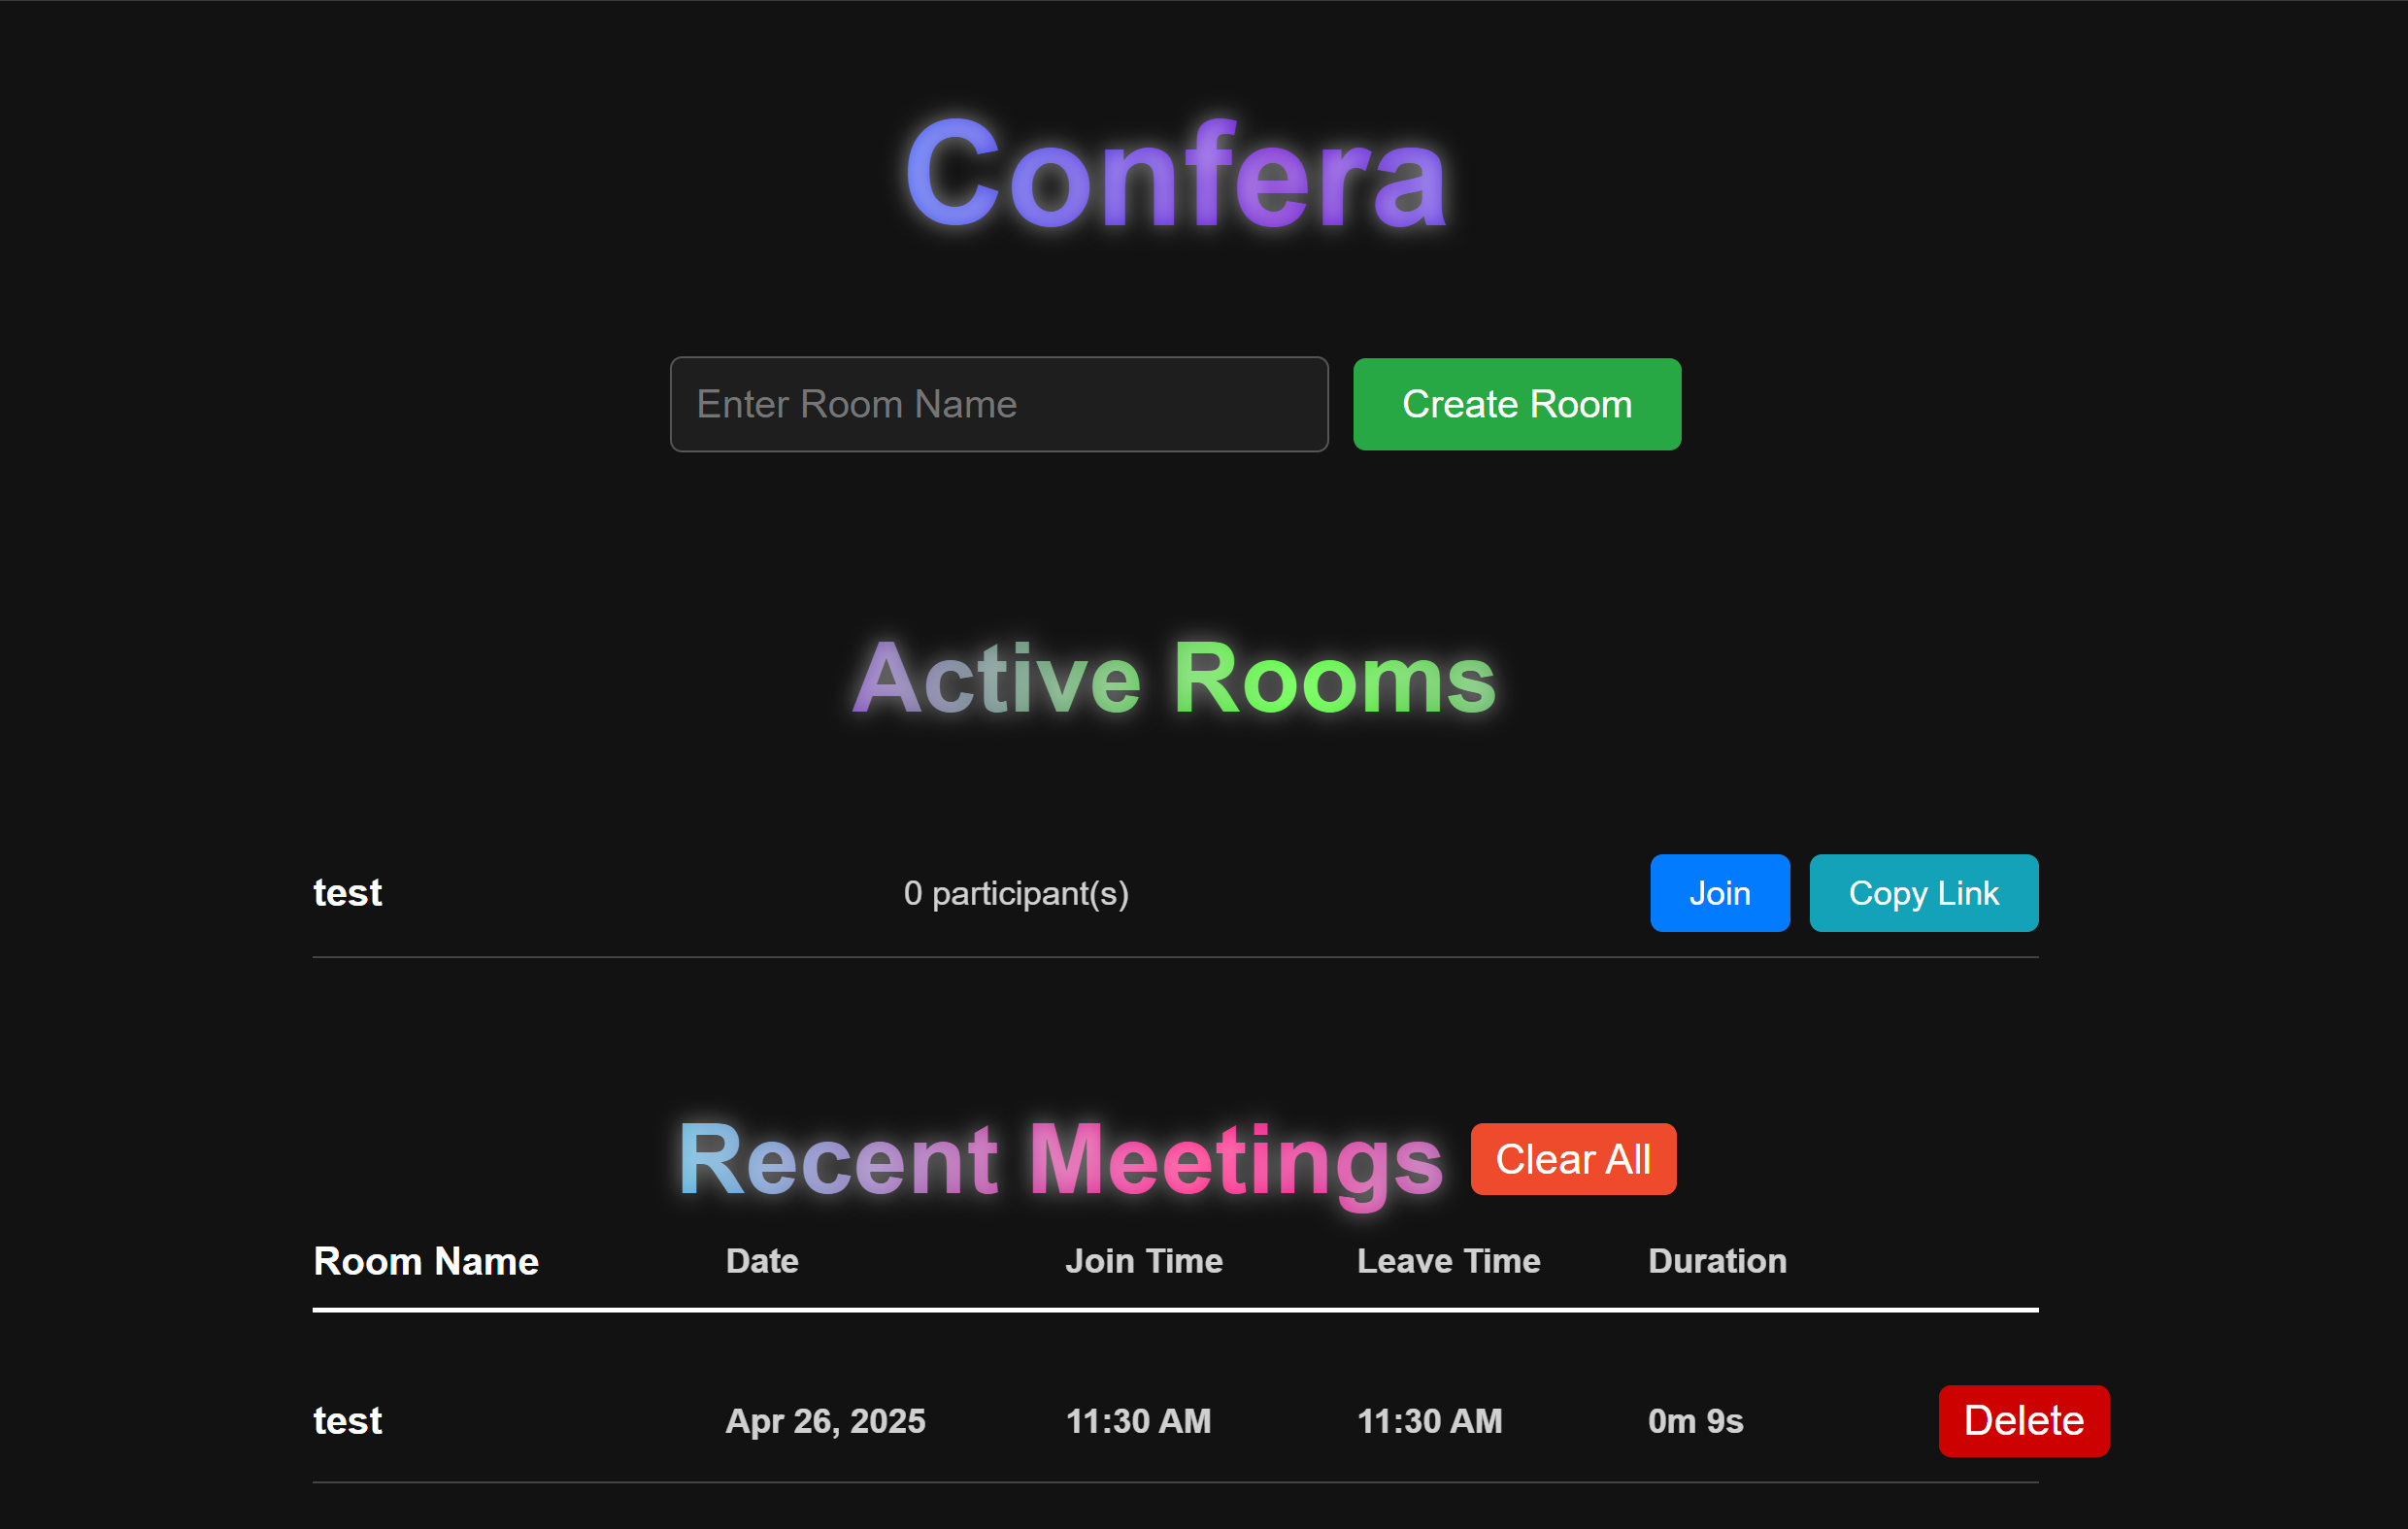 Confera
Enter Room Name Create Room
Active Rooms
test 0 participant(s) Join Copy Link
Recent Meetings Clear All
Room Name Date Join Time Leave Time Duration
test Apr 26, 2025 11:30 AM 11:30 AM 0m 9s Delete